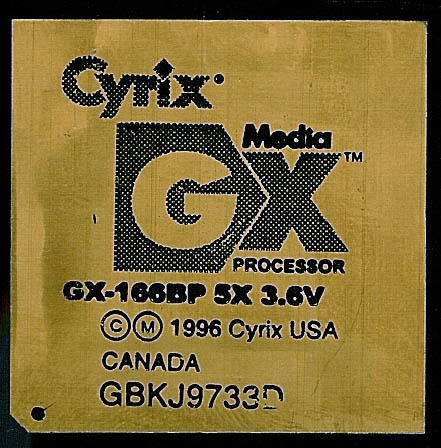 Cyrix
Media
GX™
PROCESSOR
GX-166BP 5X 3.6V
©Ⓜ 1996 Cyrix USA
CANADA
GBKJ9733D